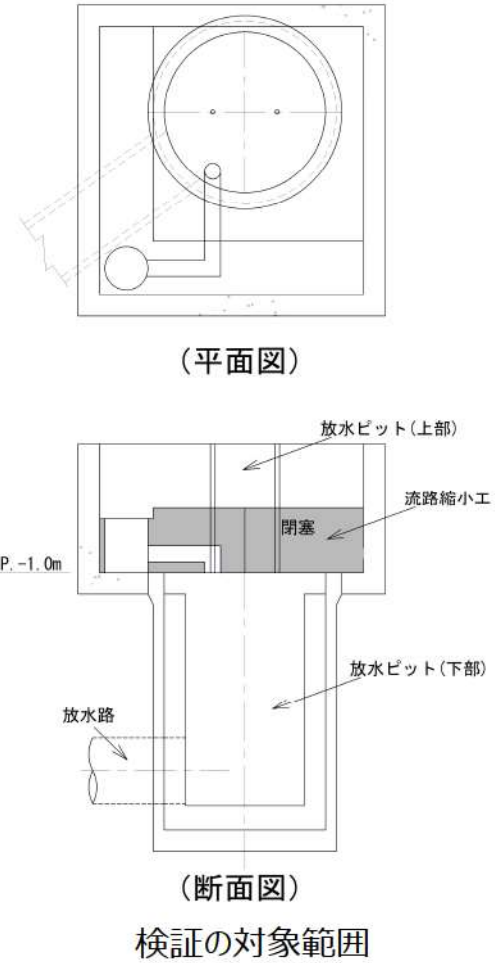 (平面図)
放水ピット(上部)
流路縮小工
閉塞
P.-1.0m
放水ピット(下部)
放水路
(断面図)
検証の対象範囲